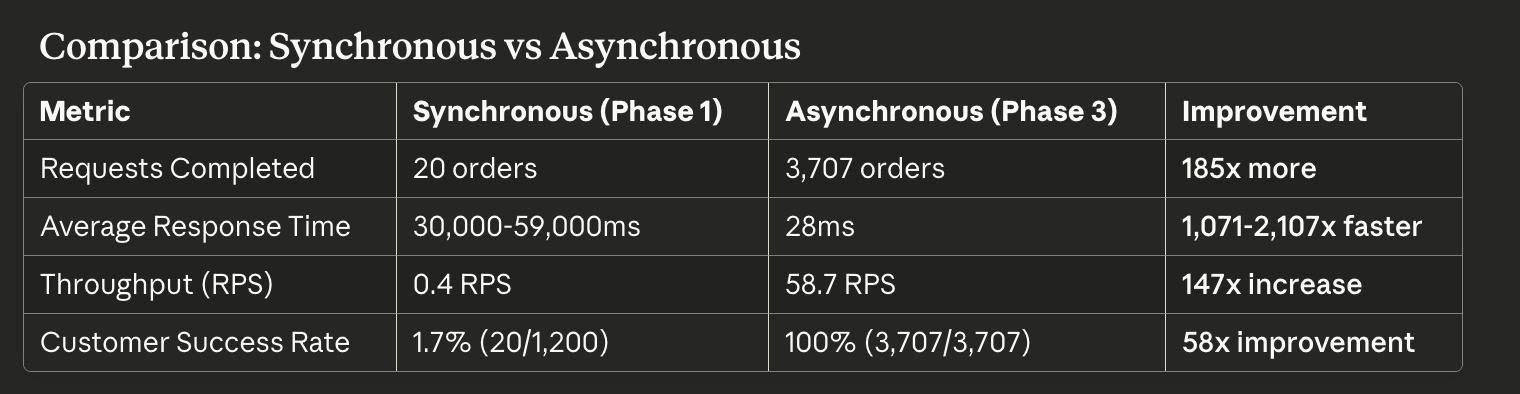 Comparison: Synchronous vs Asynchronous
Metric Synchronous (Phase 1) Asynchronous (Phase 3) Improvement
Requests Completed 20 orders 3,707 orders 185x more
Average Response Time 30,000-59,000ms 28ms 1,071-2,107x faster
Throughput (RPS) 0.4 RPS 58.7 RPS 147x increase
Customer Success Rate 1.7% (20/1,200) 100% (3,707/3,707) 58x improvement